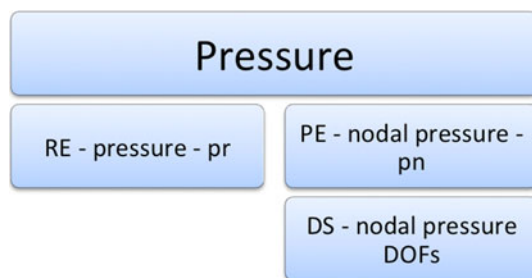 Pressure
RE - pressure - pr
PE - nodal pressure -
pn
DS - nodal pressure
DOFs